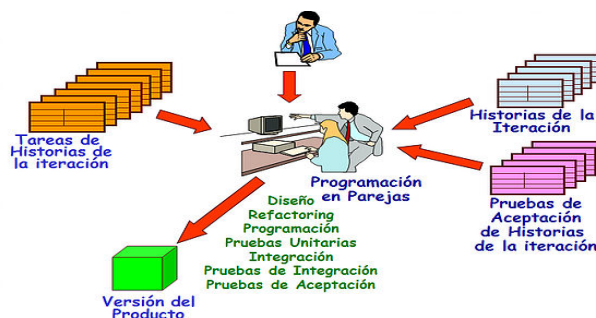 Tareas de
Historias de
la iteración
Historias de la
Iteración
Programación
en Parejas
Diseño
Refactoring
Programación
Pruebas Unitarias
Integración
Pruebas de Integración
Pruebas de Aceptación
Pruebas de
Aceptación
de Historias
de la iteración
Versión del
Producto